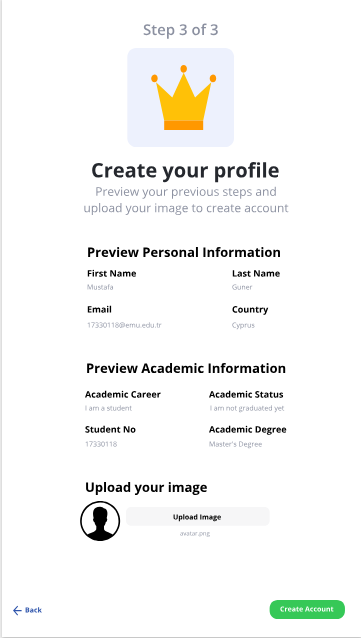 Step 3 of 3
Create your profile
Preview your previous steps and
upload your image to create account
Preview Personal Information
First Name Last Name
Mustafa Guner
Email Country
17330118@emu.edu.tr Cyprus
Preview Academic Information
Academic Career Academic Status
I am a student I am not graduated yet
Student No Academic Degree
17330118 Master's Degree
Upload your image
Upload Image
avatar.png
Back Create Account